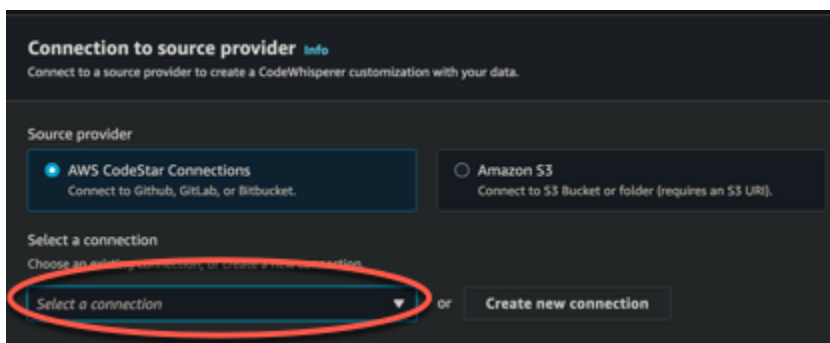 Connection to source provider Info
Connect to a source provider to create a CodeWhisperer customization with your data.
Source provider
AWS CodeStar Connections
Connect to Github, GitLab, or Bitbucket.
Amazon S3
Connect to S3 Bucket or folder (requires an S3 URI).
Select a connection
Choose an existing connection, or create a new connection.
Select a connection
or
Create new connection